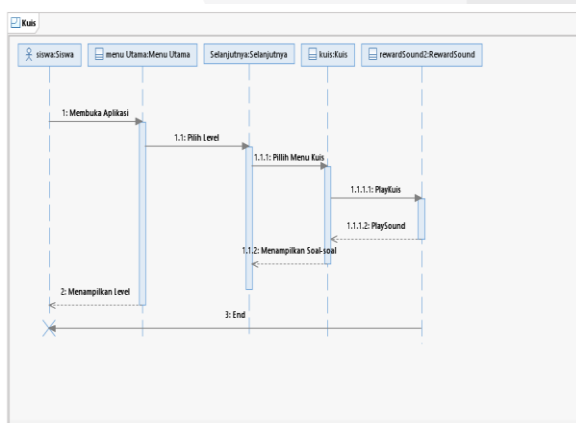 Kuis
siswa:Siswa
menu Utama:Menu Utama
Selanjutnya:Selanjutnya
kuis:Kuis
rewardSound2:RewardSound
1: Membuka Aplikasi
1.1: Pilih Level
1.1.1: Pillih Menu Kuis
1.1.1.1: PlayKuis
1.1.1.2: PlaySound
1.1.2: Menampilkan Soal-soal
2: Menampilkan Level
3: End